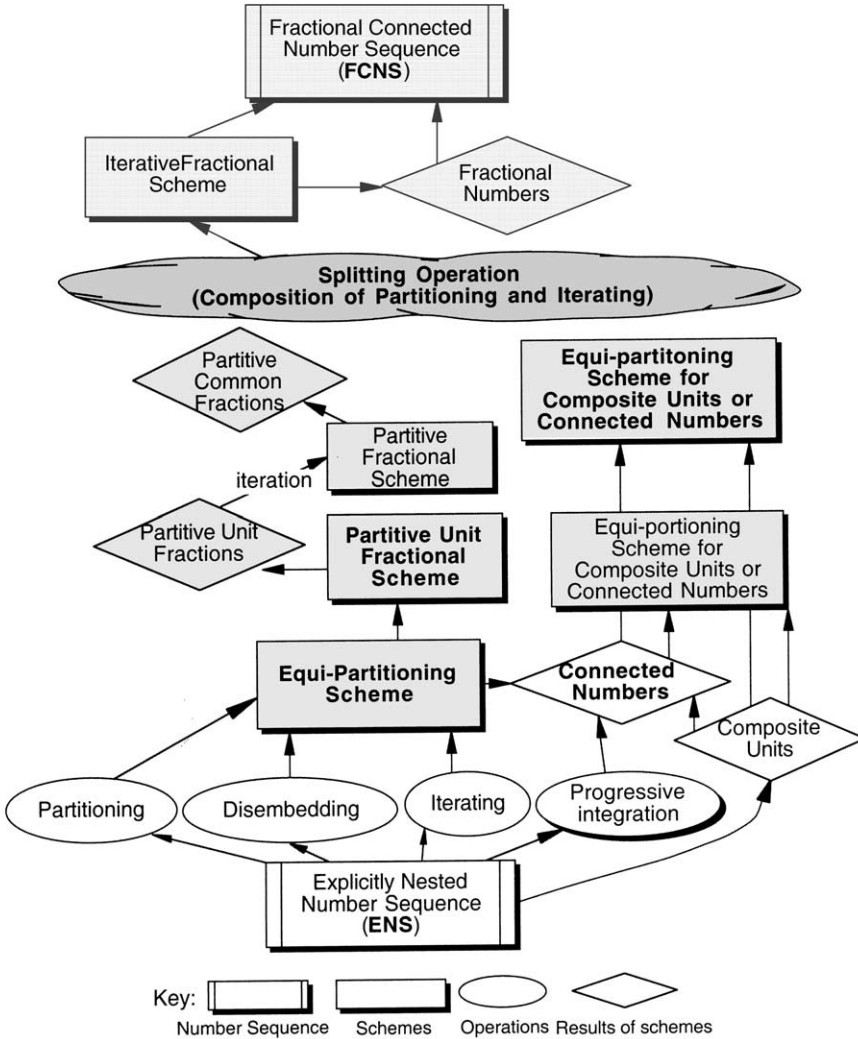 Fractional Connected
Number Sequence
(FCNS)
IterativeFractional
Scheme
Fractional
Numbers
Splitting Operation
(Composition of Partitioning and Iterating)
Partitive
Common
Fractions
Equi-partitoning
Scheme for
Composite Units or
Connected Numbers
Partitive
Fractional
Scheme
iteration
Partitive Unit
Fractions
Partitive Unit
Fractional
Scheme
Equi-portioning
Scheme for
Composite Units or
Connected Numbers
Equi-Partitioning
Scheme
Connected
Numbers
Composite
Units
Partitioning
Disembedding
Iterating
Progressive
integration
Explicitly Nested
Number Sequence
(ENS)
Key:
Number Sequence
Schemes
Operations
Results of schemes